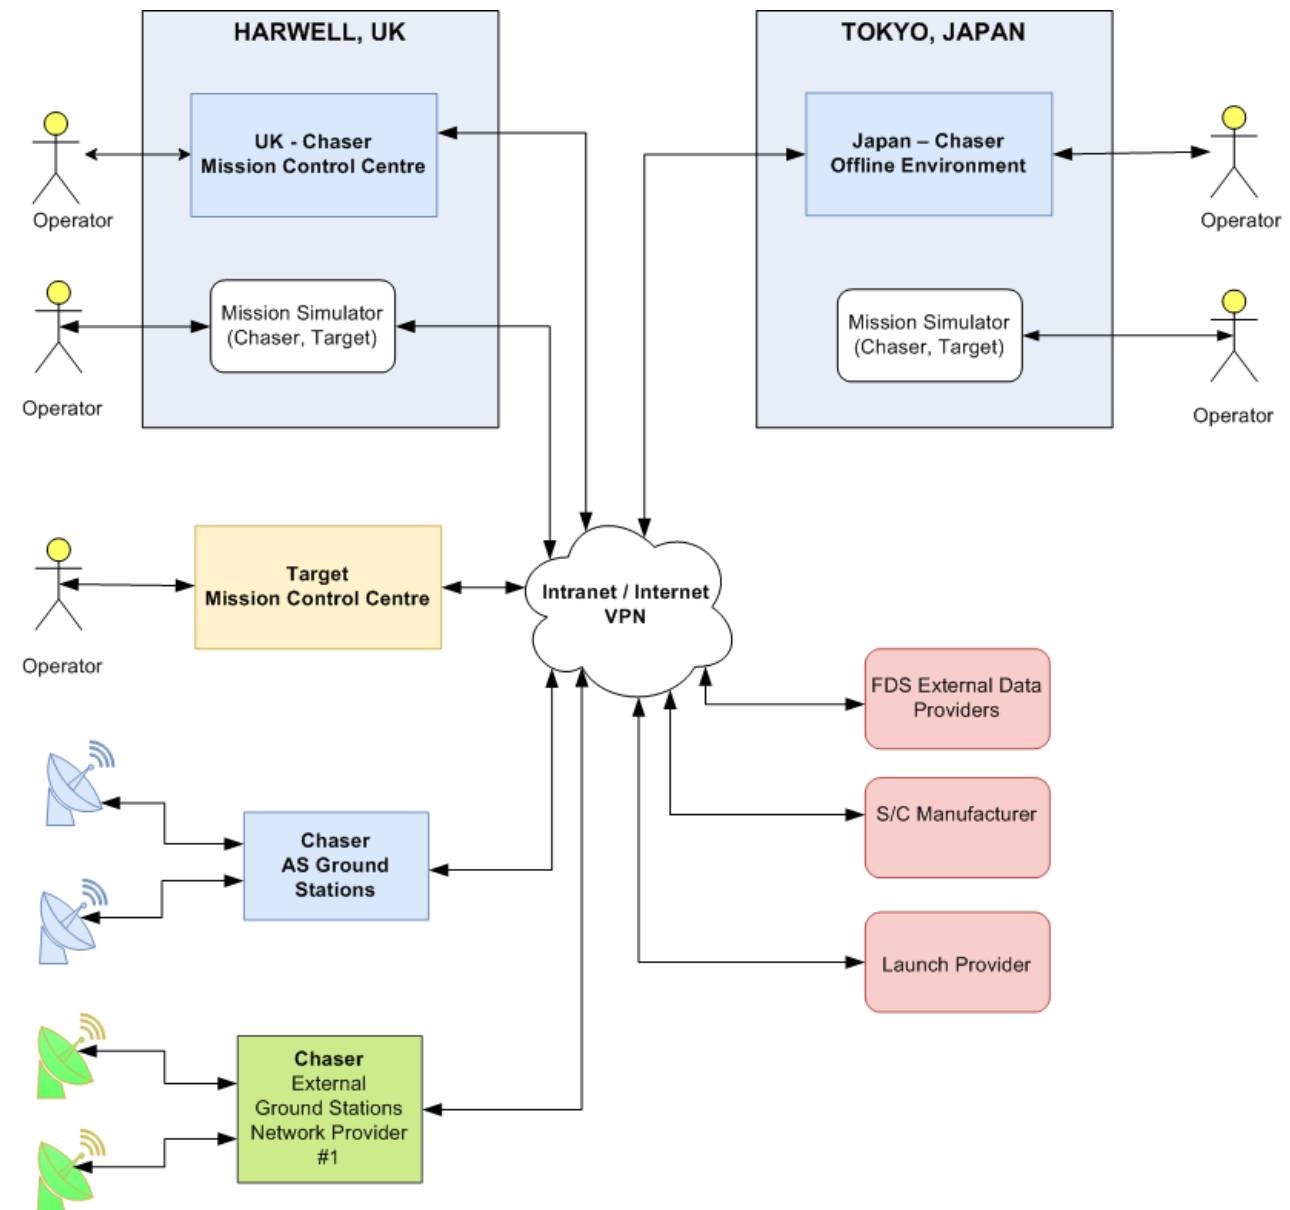 HARWELL, UK
UK - Chaser
Mission Control Centre
Operator
Mission Simulator
(Chaser, Target)
Operator
TOKYO, JAPAN
Japan – Chaser
Offline Environment
Operator
Mission Simulator
(Chaser, Target)
Operator
Target
Mission Control Centre
Operator
Intranet / Internet
VPN
FDS External Data
Providers
S/C Manufacturer
Launch Provider
Chaser
AS Ground
Stations
Chaser
External
Ground Stations
Network Provider
#1